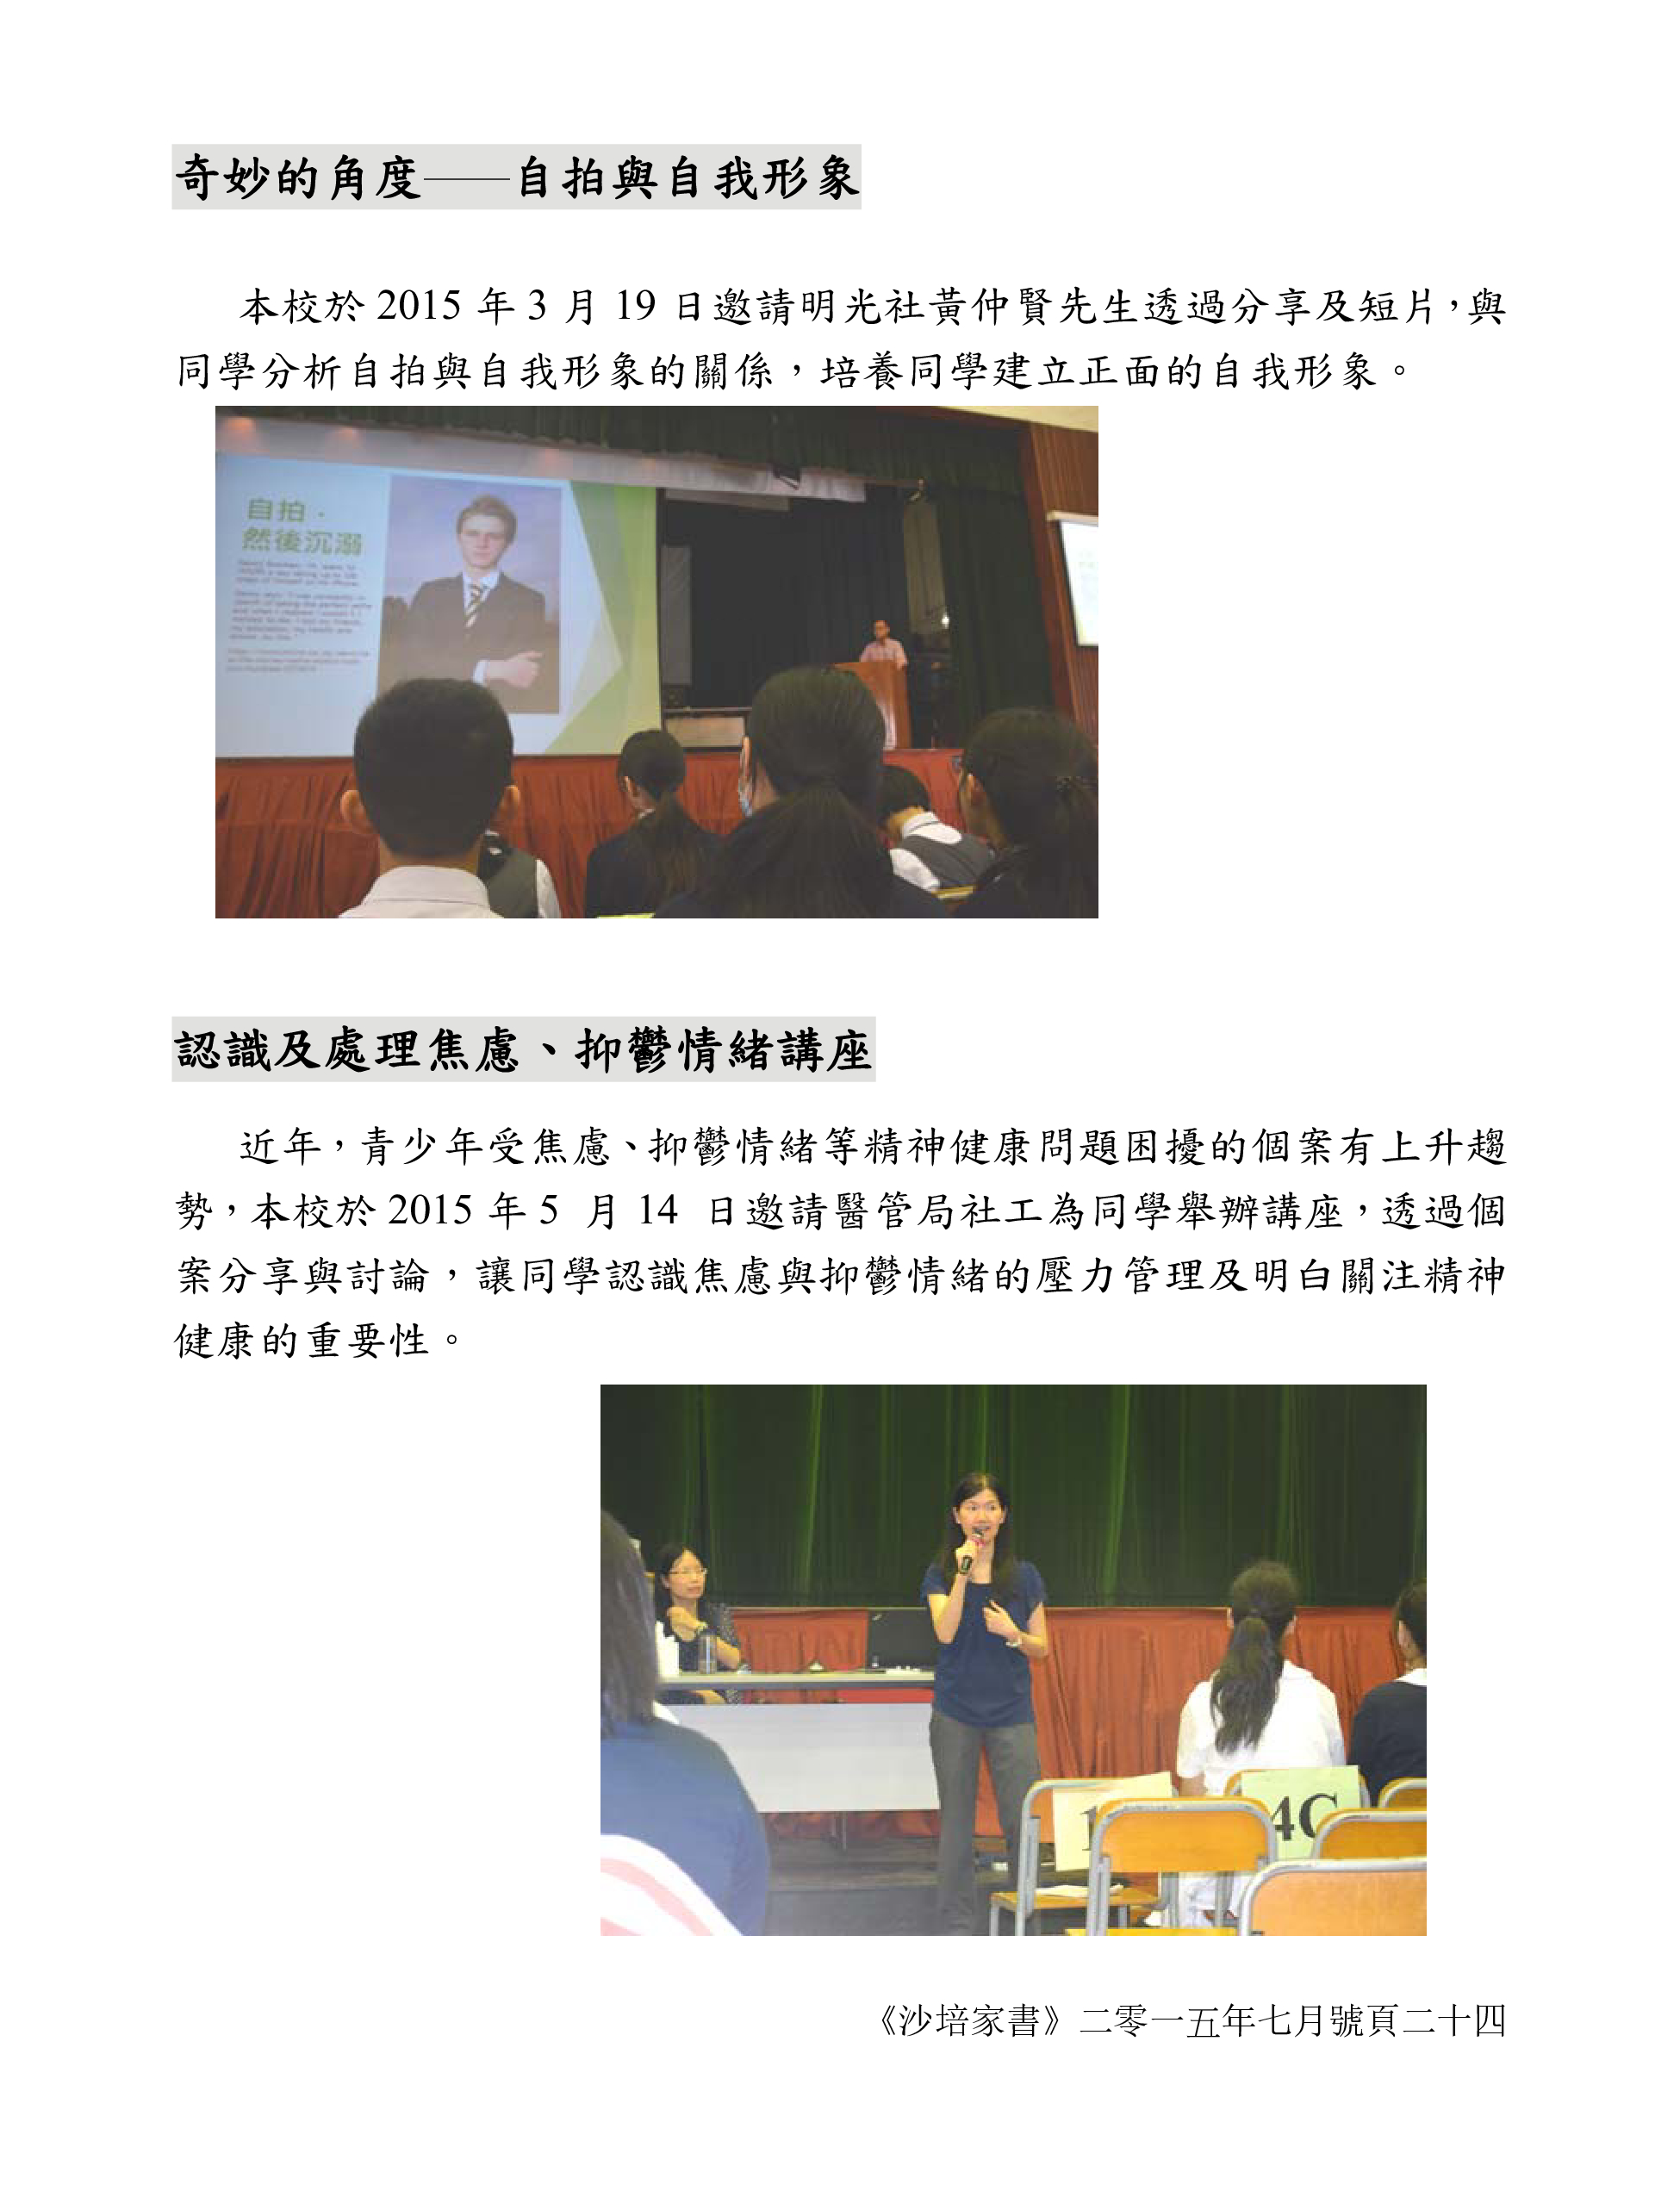 奇妙的角度——自拍與自我形象
本校於 2015 年 3 月 19 日邀請明光社黃仲賢先生透過分享及短片，與
同學分析自拍與自我形象的關係，培養同學建立正面的自我形象。
自拍．
然後沉溺
認識及處理焦慮、抑鬱情緒講座
近年，青少年受焦慮、抑鬱情緒等精神健康問題困擾的個案有上升趨
勢，本校於 2015 年 5 月 14 日邀請醫管局社工為同學舉辦講座，透過個
案分享與討論，讓同學認識焦慮與抑鬱情緒的壓力管理及明白關注精神
健康的重要性。
4C
《沙培家書》二零一五年七月號頁二十四